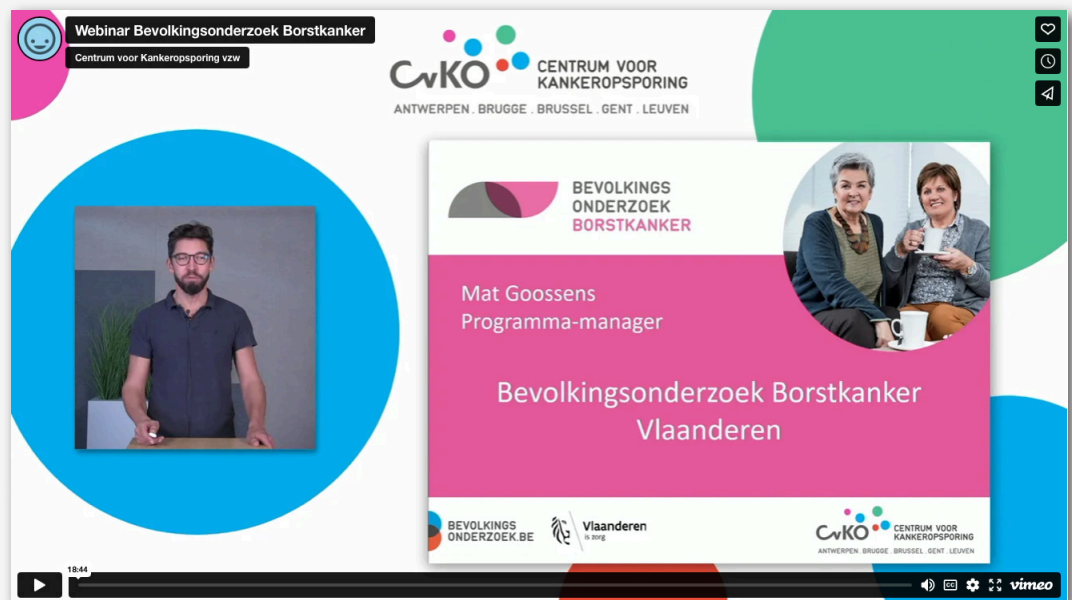 Webinar Bevolkingsonderzoek Borstkanker
Centrum voor Kankeropsporing vzw
CvKO
CENTRUM VOOR
KANKEROPSPORING
ANTWERPEN . BRUGGE . BRUSSEL . GENT . LEUVEN
BEVOLKINGS
ONDERZOEK
BORSTKANKER
Mat Goossens
Programma-manager
Bevolkingsonderzoek Borstkanker
Vlaanderen
BEVOLKINGS
ONDERZOEK.BE
Vlaanderen
is zorg
CvKO
CENTRUM VOOR
KANKEROPSPORING
ANTWERPEN . BRUGGE . BRUSSEL . GENT . LEUVEN
18:44
CC
vimeo